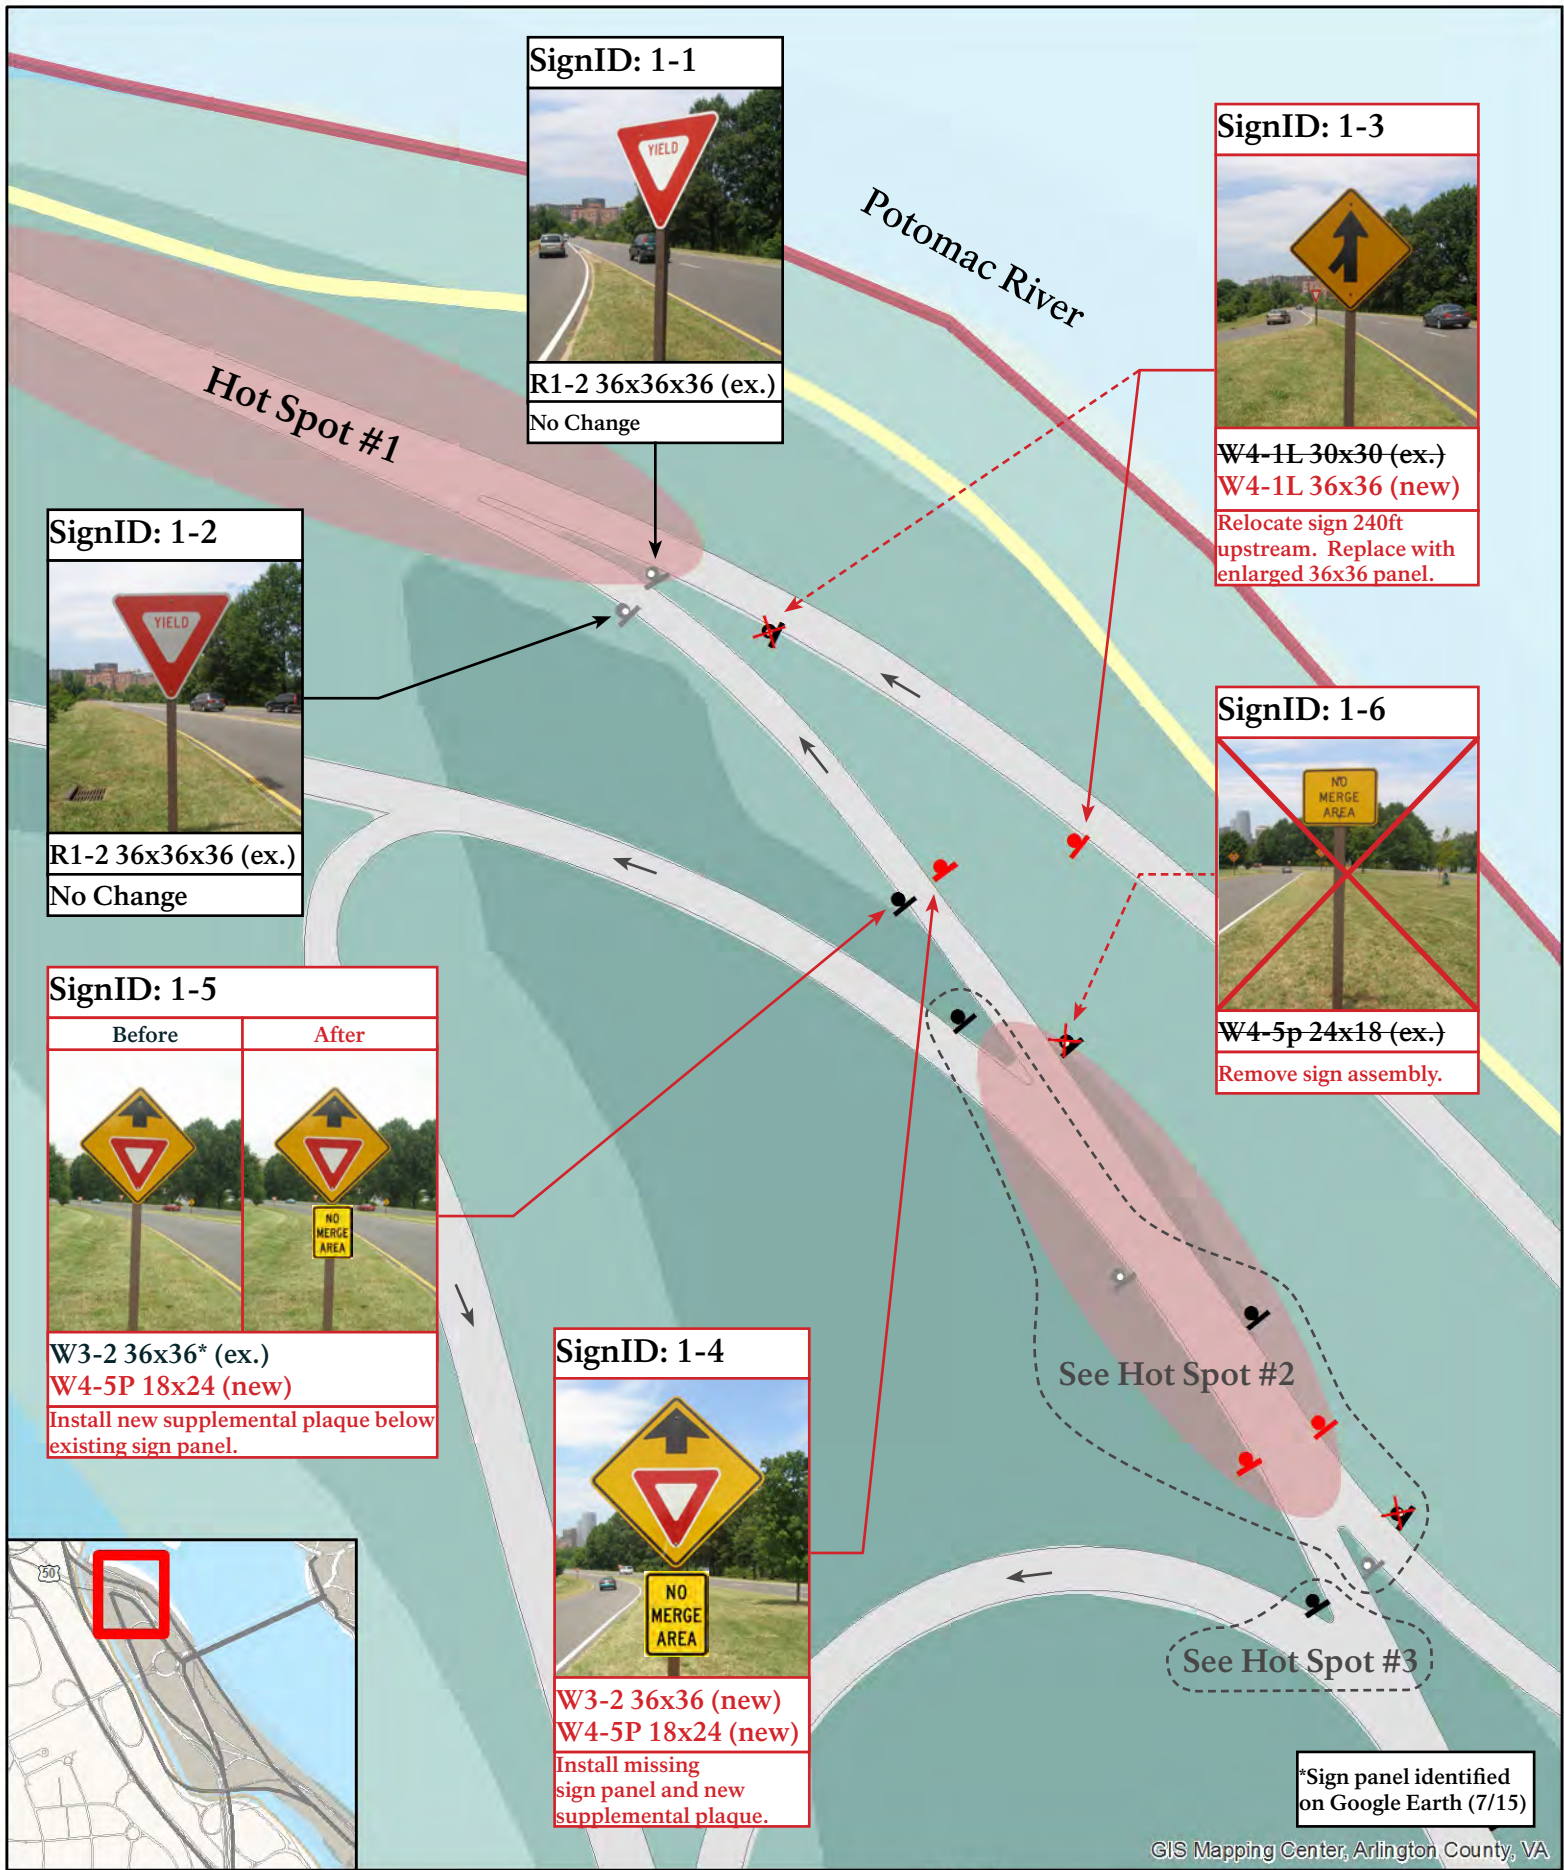 SignID: 1-1
YIELD
R1-2 36x36x36 (ex.)
No Change
Potomac River
SignID: 1-3
W4-1L 30x30 (ex.)
W4-1L 36x36 (new)
Relocate sign 240ft
upstream.  Replace with
enlarged 36x36 panel.
Hot Spot #1
SignID: 1-2
YIELD
R1-2 36x36x36 (ex.)
No Change
SignID: 1-6
NO
MERGE
AREA
W4-5p 24x18 (ex.)
Remove sign assembly.
SignID: 1-5
Before
After
NO
MERGE
AREA
W3-2 36x36* (ex.)
W4-5P 18x24 (new)
Install new supplemental plaque below
existing sign panel.
SignID: 1-4
NO
MERGE
AREA
W3-2 36x36 (new)
W4-5P 18x24 (new)
Install missing
sign panel and new
supplemental plaque.
See Hot Spot #2
See Hot Spot #3
50
*Sign panel identified
on Google Earth (7/15)
GIS Mapping Center, Arlington County, VA